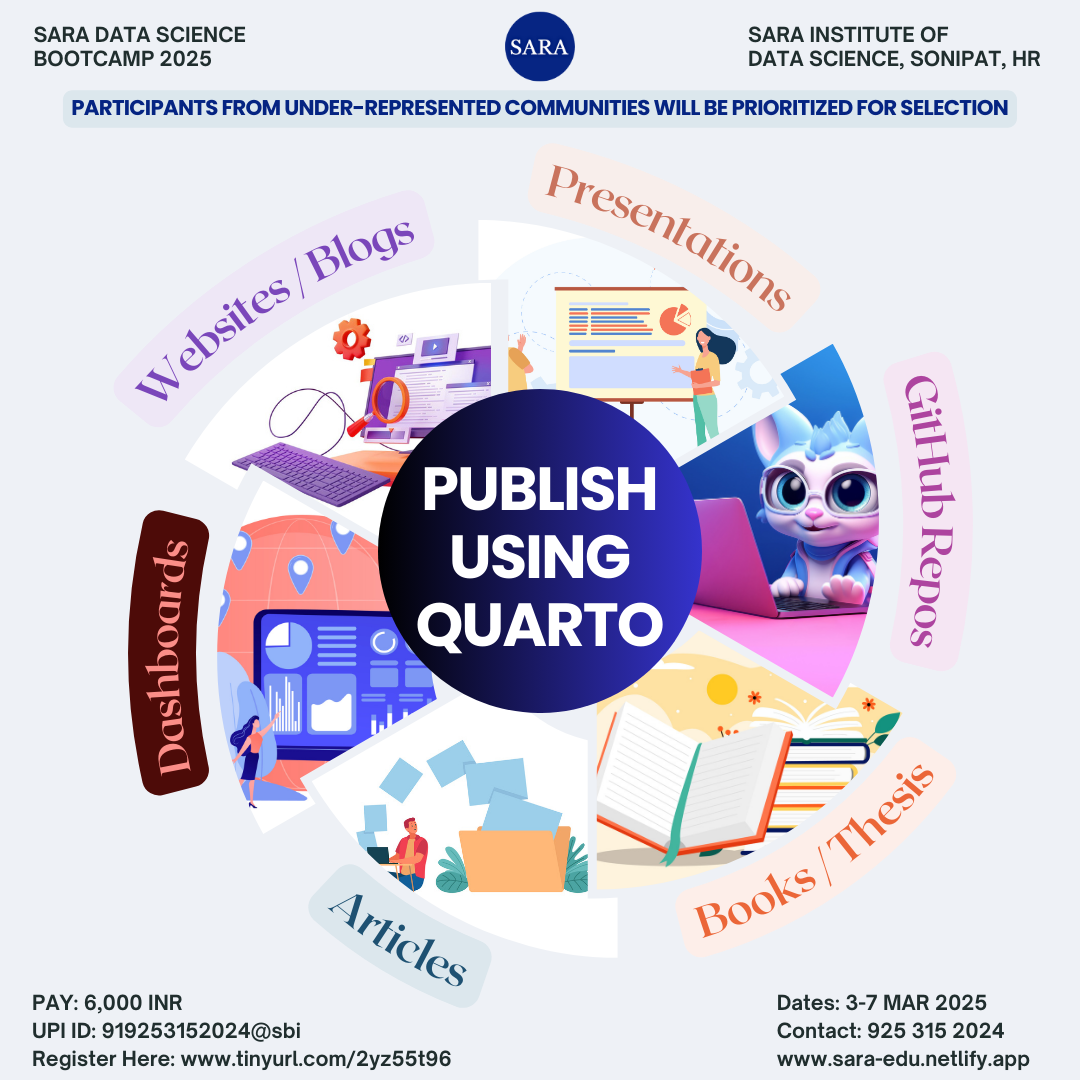 SARA DATA SCIENCE
BOOTCAMP 2025
SARA
SARA INSTITUTE OF
DATA SCIENCE, SONIPAT, HR
PARTICIPANTS FROM UNDER-REPRESENTED COMMUNITIES WILL BE PRIORITIZED FOR SELECTION
Presentations
Websites / Blogs
GitHub Repos
PUBLISH
USING
QUARTO
Dashboards
Books / Thesis
Articles
PAY: 6,000 INR
UPI ID: 919253152024@sbi
Register Here: www.tinyurl.com/2yz55t96
Dates: 3-7 MAR 2025
Contact: 925 315 2024
www.sara-edu.netlify.app